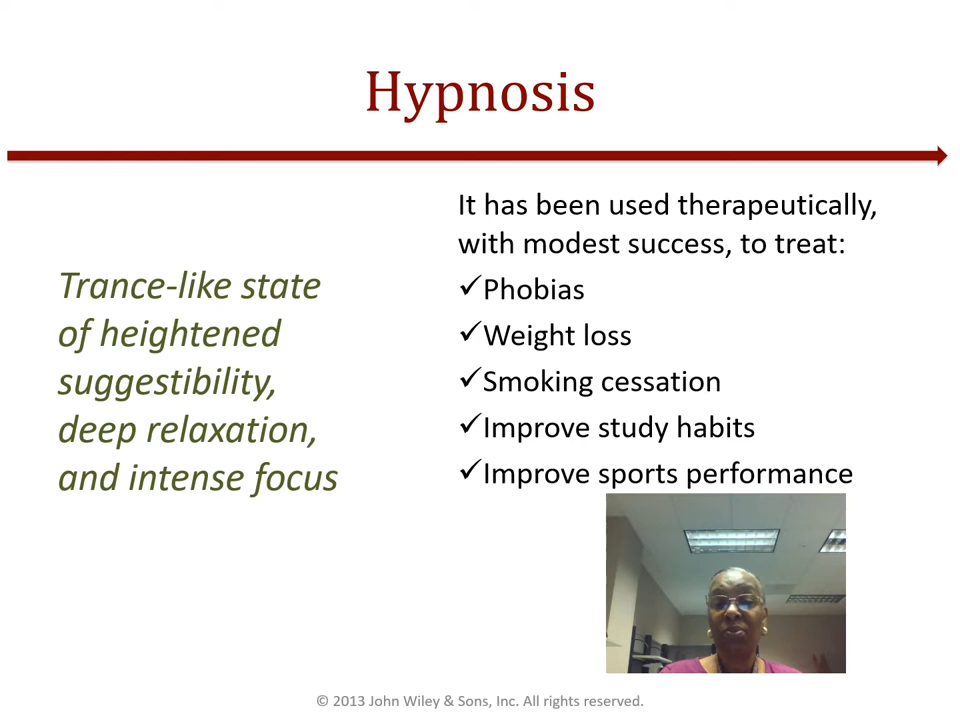 Hypnosis
Trance-like state
of heightened
suggestibility,
deep relaxation,
and intense focus
It has been used therapeutically,
with modest success, to treat:
✓Phobias
✓Weight loss
✓Smoking cessation
✓Improve study habits
✓Improve sports performance
© 2013 John Wiley & Sons, Inc. All rights reserved.